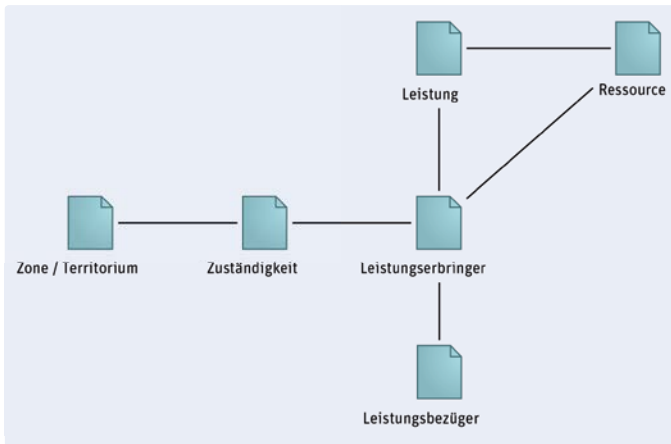 Leistung
Ressource
Zone / Territorium
Zuständigkeit
Leistungserbringer
Leistungsbezüger